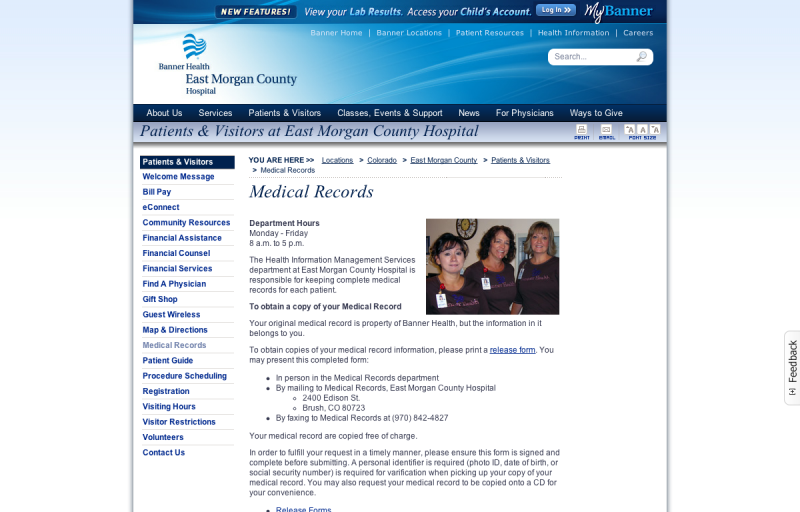 NEW FEATURES! View your Lab Results. Access your Child's Account. Log In >> MyBanner
Banner Home | Banner Locations | Patient Resources | Health Information | Careers
Search...
Banner Health
East Morgan County
Hospital
About Us Services Patients & Visitors Classes, Events & Support News For Physicians Ways to Give
Patients & Visitors at East Morgan County Hospital
PRINT EMAIL FONT SIZE
Patients & Visitors
Welcome Message
Bill Pay
eConnect
Community Resources
Financial Assistance
Financial Counsel
Financial Services
Find A Physician
Gift Shop
Guest Wireless
Map & Directions
Medical Records
Patient Guide
Procedure Scheduling
Registration
Visiting Hours
Visitor Restrictions
Volunteers
Contact Us
YOU ARE HERE >> Locations > Colorado > East Morgan County > Patients & Visitors
> Medical Records
Medical Records
Department Hours
Monday - Friday
8 a.m. to 5 p.m.
The Health Information Management Services
department at East Morgan County Hospital is
responsible for keeping complete medical
records for each patient.
To obtain a copy of your Medical Record
Your original medical record is property of Banner Health, but the information in it
belongs to you.
To obtain copies of your medical record information, please print a release form. You
may present this completed form:
In person in the Medical Records department
By mailing to Medical Records, East Morgan County Hospital
2400 Edison St.
Brush, CO 80723
By faxing to Medical Records at (970) 842-4827
Your medical record are copied free of charge.
In order to fulfill your request in a timely manner, please ensure this form is signed and
complete before submitting. A personal identifier is required (photo ID, date of birth, or
social security number) is required for varification when picking up your copy of your
medical record. You may also request your medical record to be copied onto a CD for
your convenience.
Release Forms
Feedback